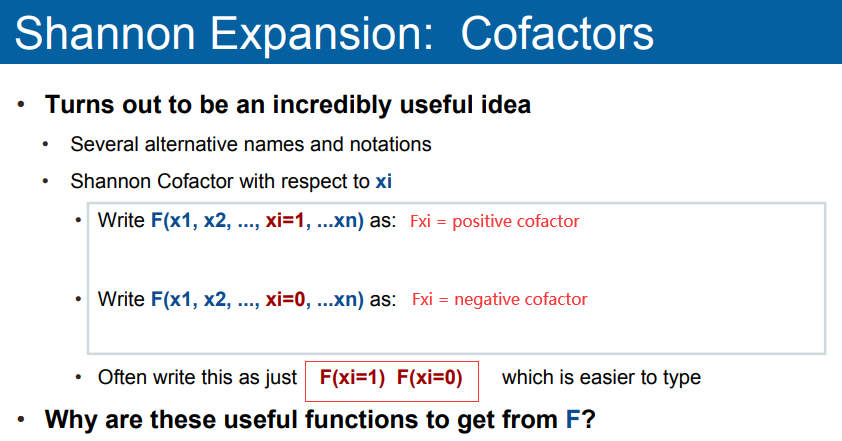 Shannon Expansion: Cofactors
• Turns out to be an incredibly useful idea
• Several alternative names and notations
• Shannon Cofactor with respect to xi
• Write F(x1, x2, ..., xi=1, ...xn) as: Fxi = positive cofactor
• Write F(x1, x2, ..., xi=0, ...xn) as: Fxi = negative cofactor
• Often write this as just F(xi=1) F(xi=0) which is easier to type
• Why are these useful functions to get from F?